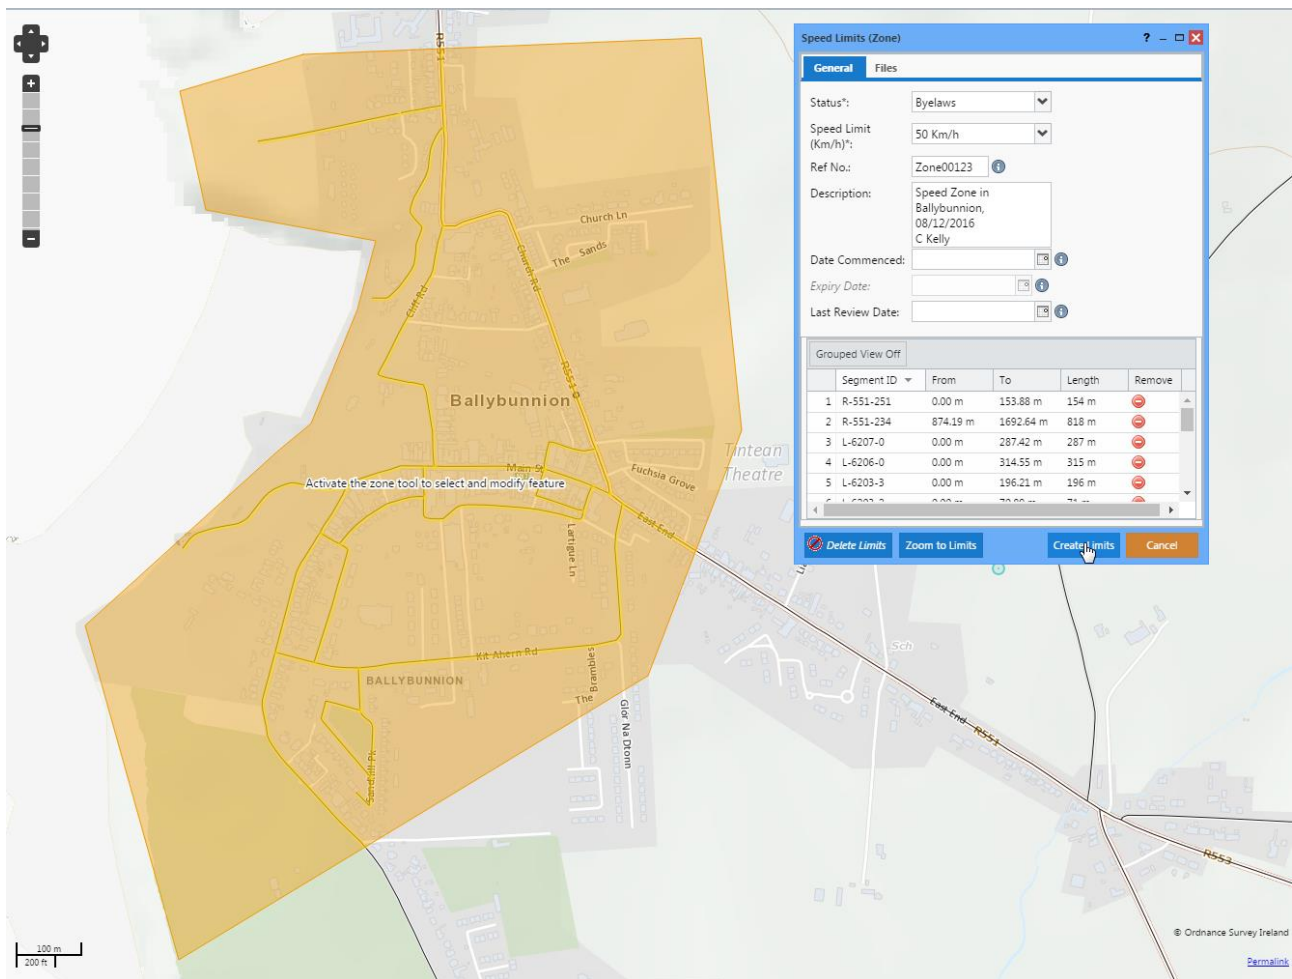 Speed Limits (Zone)
?
General Files
Status*: Byelaws
Speed Limit
(Km/h)*: 50 Km/h
Ref No.: Zone00123
Description: Speed Zone in
Ballybunnion,
08/12/2016
C Kelly
Date Commenced:
Expiry Date:
Last Review Date:
Grouped View Off
Segment ID From To Length Remove
1 R-551-251 0.00 m 153.88 m 154 m
2 R-551-234 874.19 m 1692.64 m 818 m
3 L-6207-0 0.00 m 287.42 m 287 m
4 L-6206-0 0.00 m 314.55 m 315 m
5 L-6203-3 0.00 m 196.21 m 196 m
Delete Limits Zoom to Limits Create Limits Cancel
R551
Church Ln
The Sands
Church Rd
Cliff Rd
R551
Ballybunnion
Tintean
Theatre
Main St
Fuchsia Grove
Activate the zone tool to select and modify feature
East End
Lartigue Ln
Sch
Kit Ahern Rd
The Brambles
BALLYBUNNION
Glor Na Dtonn
East End R551
Sandhill Pk
R553
100 m
200 ft
© Ordnance Survey Ireland
Permalink